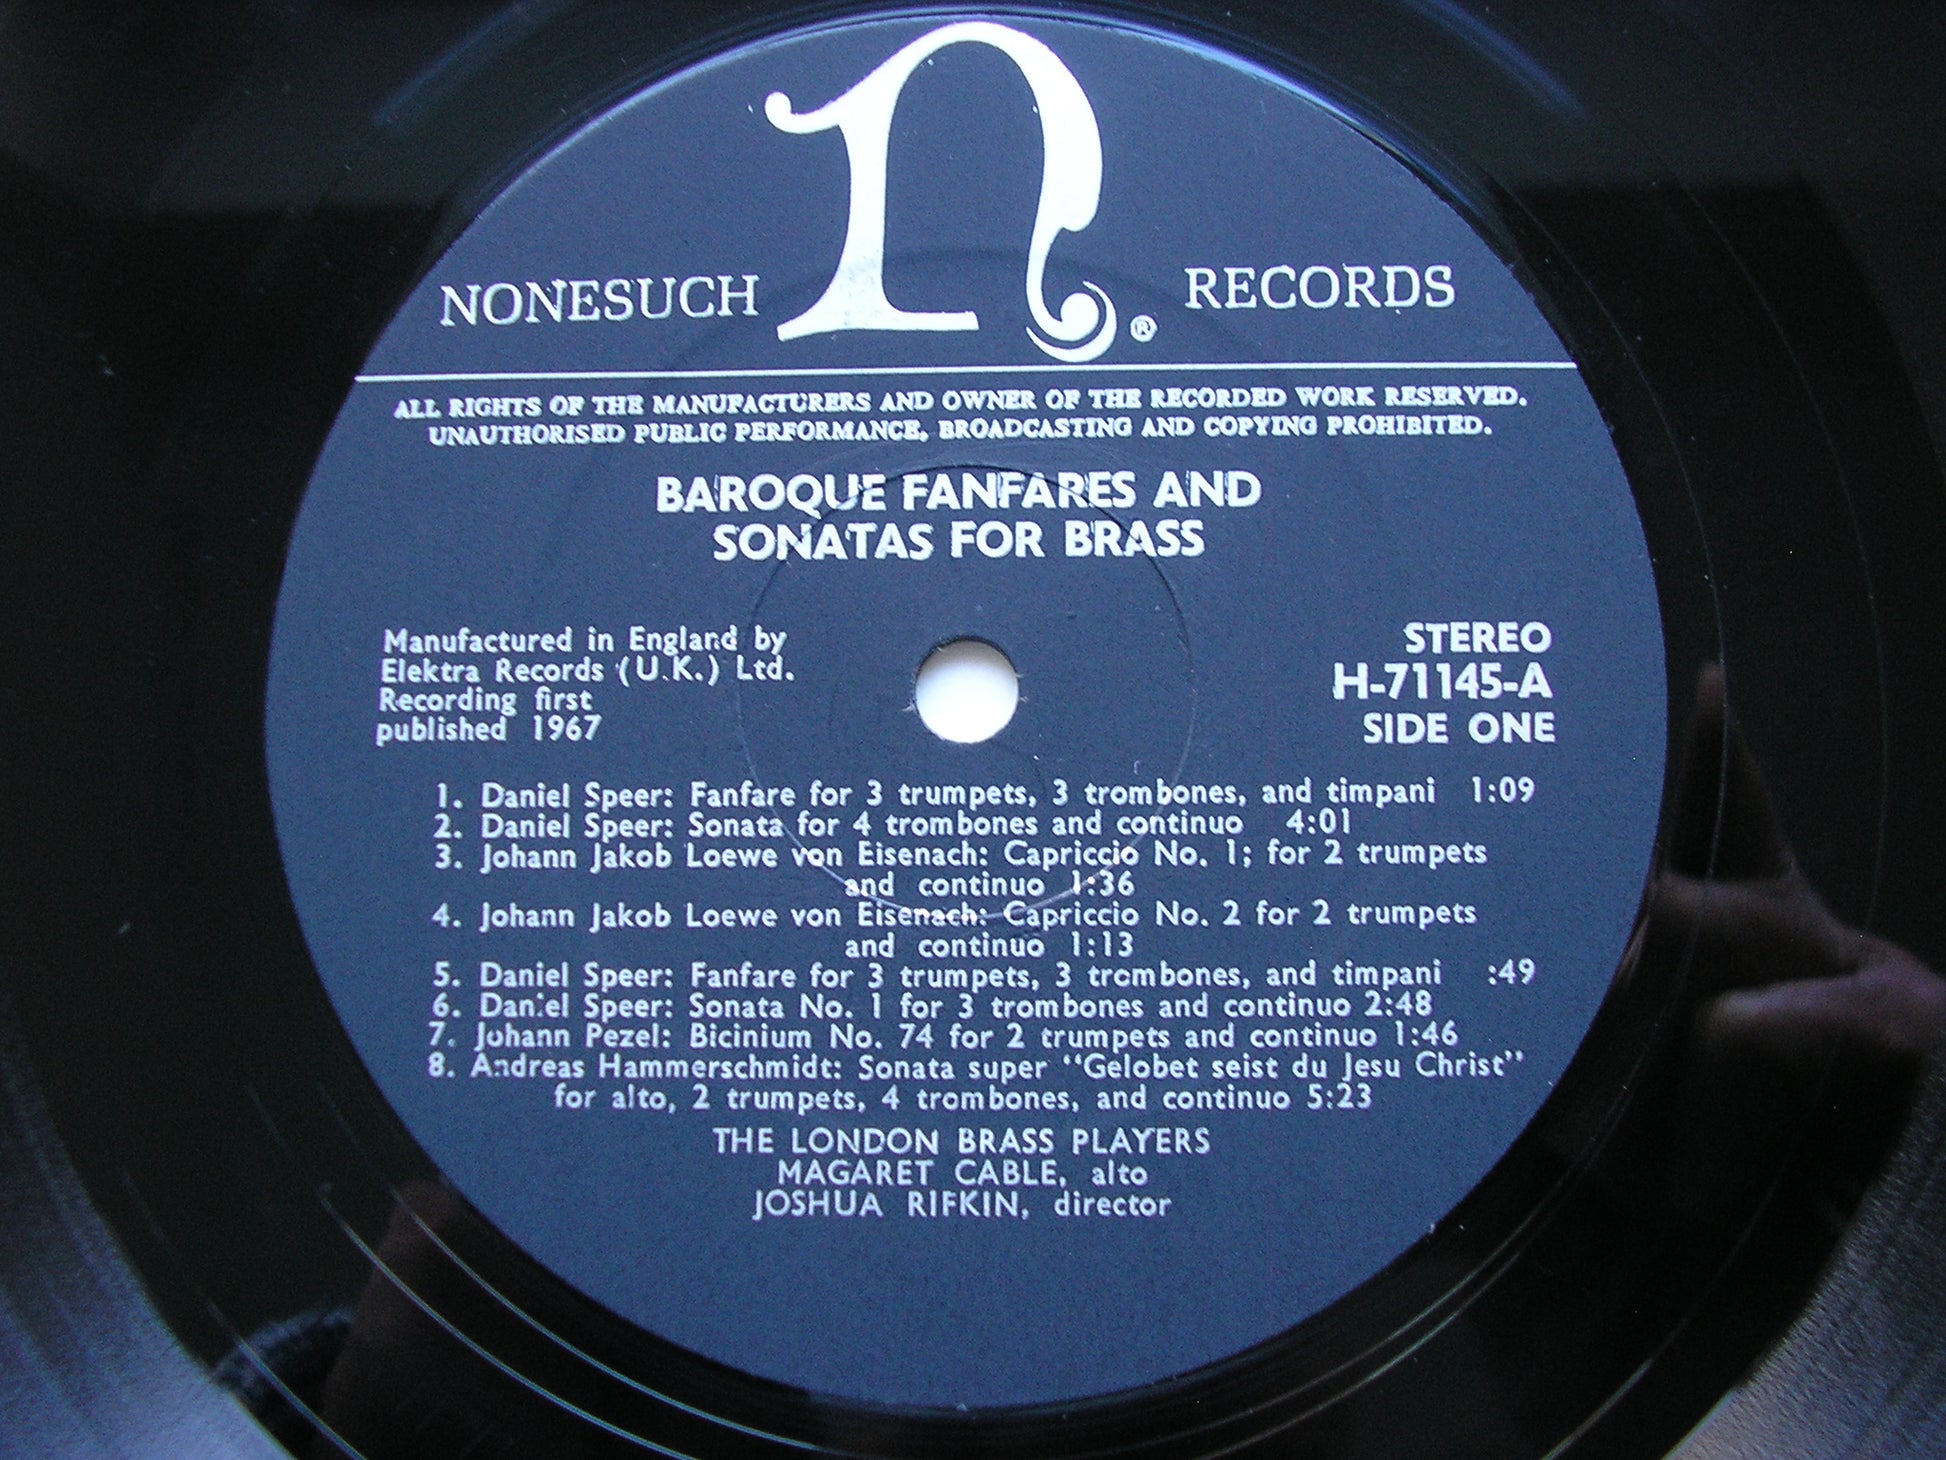 n
NONESUCH RECORDS
®
ALL RIGHTS OF THE MANUFACTURERS AND OWNER OF THE RECORDED WORK RESERVED.
UNAUTHORISED PUBLIC PERFORMANCE, BROADCASTING AND COPYING PROHIBITED.
BAROQUE FANFARES AND
SONATAS FOR BRASS
Manufactured in England by
Elektra Records (U.K.) Ltd.
Recording first
published 1967
STEREO
H-71145-A
SIDE ONE
1. Daniel Speer: Fanfare for 3 trumpets, 3 trombones, and timpani 1:09
2. Daniel Speer: Sonata for 4 trombones and continuo 4:01
3. Johann Jakob Loewe von Eisenach: Capriccio No. 1; for 2 trumpets
and continuo 1:36
4. Johann Jakob Loewe von Eisenach: Capriccio No. 2 for 2 trumpets
and continuo 1:13
5. Daniel Speer: Fanfare for 3 trumpets, 3 trombones, and timpani :49
6. Daniel Speer: Sonata No. 1 for 3 trombones and continuo 2:48
7. Johann Pezel: Bicinium No. 74 for 2 trumpets and continuo 1:46
8. Andreas Hammerschmidt: Sonata super "Gelobet seist du Jesu Christ"
for alto, 2 trumpets, 4 trombones, and continuo 5:23
THE LONDON BRASS PLAYERS
MAGARET CABLE, alto
JOSHUA RIFKIN, director